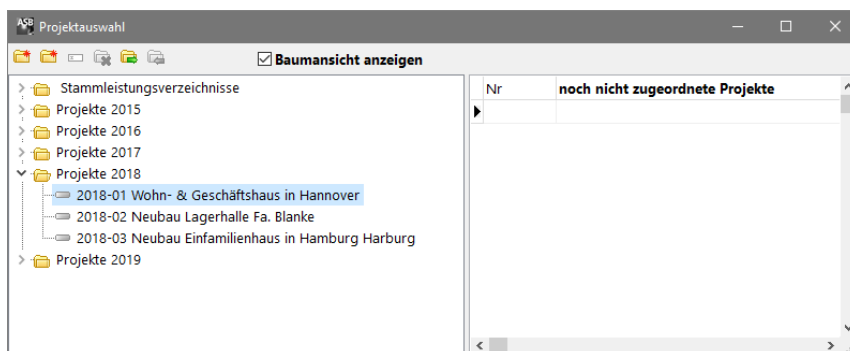 ASB Projektauswahl
Baumansicht anzeigen
Stammleistungsverzeichnisse
Projekte 2015
Projekte 2016
Projekte 2017
Projekte 2018
2018-01 Wohn- & Geschäftshaus in Hannover
2018-02 Neubau Lagerhalle Fa. Blanke
2018-03 Neubau Einfamilienhaus in Hamburg Harburg
Projekte 2019
Nr noch nicht zugeordnete Projekte